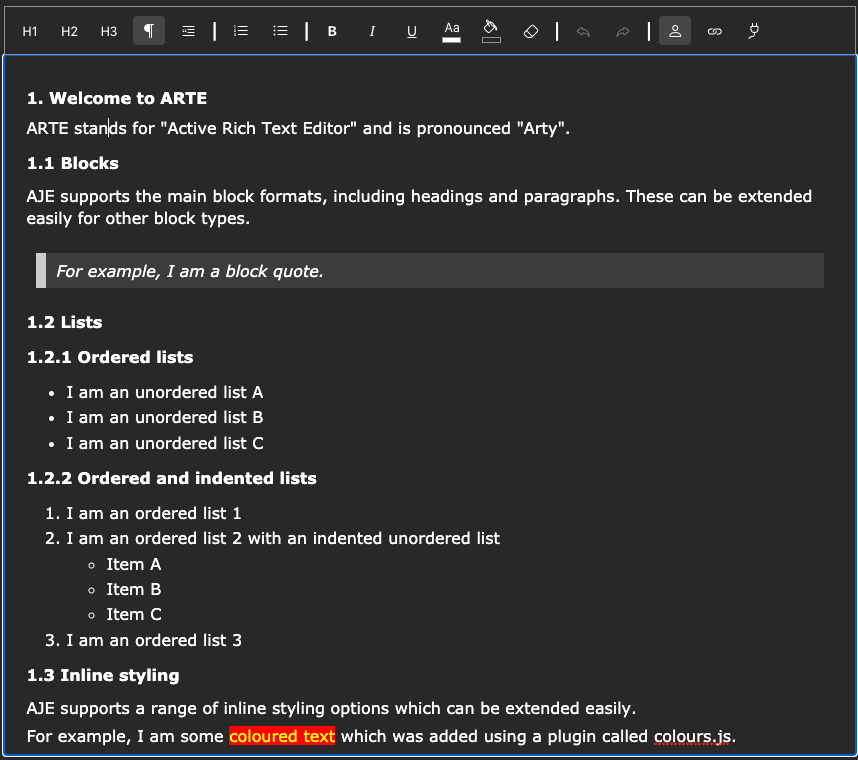 H1 H2 H3 ¶ B I U Aa
1. Welcome to ARTE
ARTE stands for "Active Rich Text Editor" and is pronounced "Arty".
1.1 Blocks
AJE supports the main block formats, including headings and paragraphs. These can be extended
easily for other block types.
For example, I am a block quote.
1.2 Lists
1.2.1 Ordered lists
• I am an unordered list A
• I am an unordered list B
• I am an unordered list C
1.2.2 Ordered and indented lists
1. I am an ordered list 1
2. I am an ordered list 2 with an indented unordered list
◦ Item A
◦ Item B
◦ Item C
3. I am an ordered list 3
1.3 Inline styling
AJE supports a range of inline styling options which can be extended easily.
For example, I am some coloured text which was added using a plugin called colours.js.